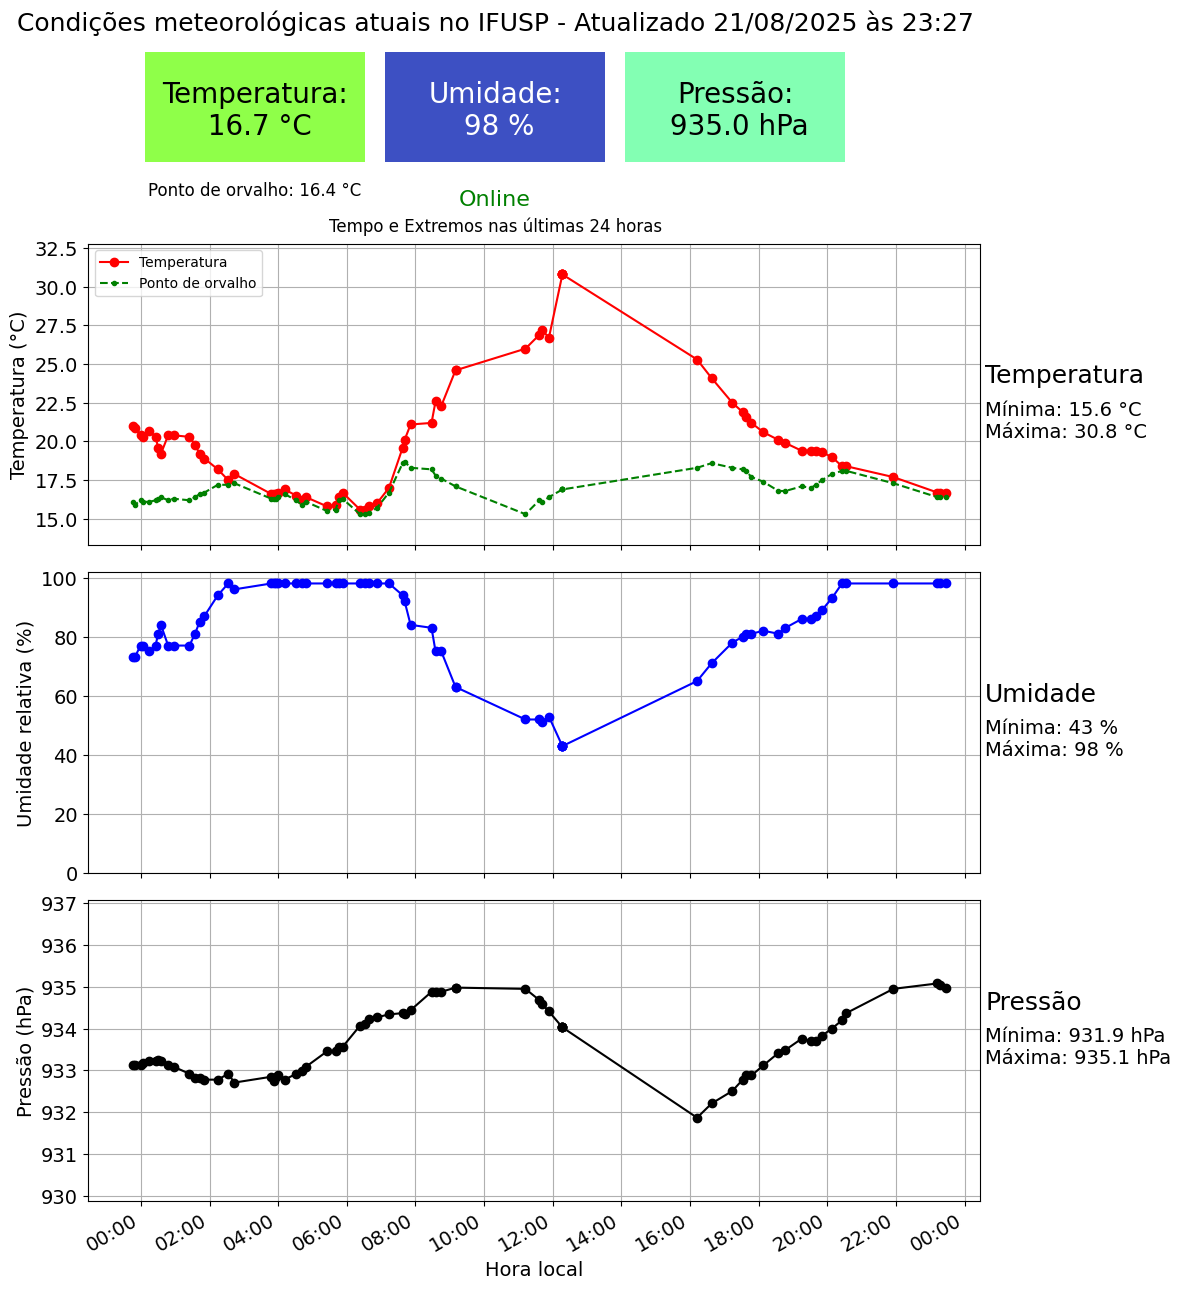 Condições meteorológicas atuais no IFUSP - Atualizado 21/08/2025 às 23:27
Temperatura:
16.7 °C
Umidade:
98 %
Pressão:
935.0 hPa
Ponto de orvalho: 16.4 °C
Online
Tempo e Extremos nas últimas 24 horas
Temperatura (°C)
32.5
30.0
27.5
25.0
22.5
20.0
17.5
15.0
Temperatura
Ponto de orvalho
Temperatura
Mínima: 15.6 °C
Máxima: 30.8 °C
Umidade relativa (%)
100
80
60
40
20
0
Umidade
Mínima: 43 %
Máxima: 98 %
Pressão (hPa)
937
936
935
934
933
932
931
930
Pressão
Mínima: 931.9 hPa
Máxima: 935.1 hPa
00:00 02:00 04:00 06:00 08:00 10:00 12:00 14:00 16:00 18:00 20:00 22:00 00:00
Hora local